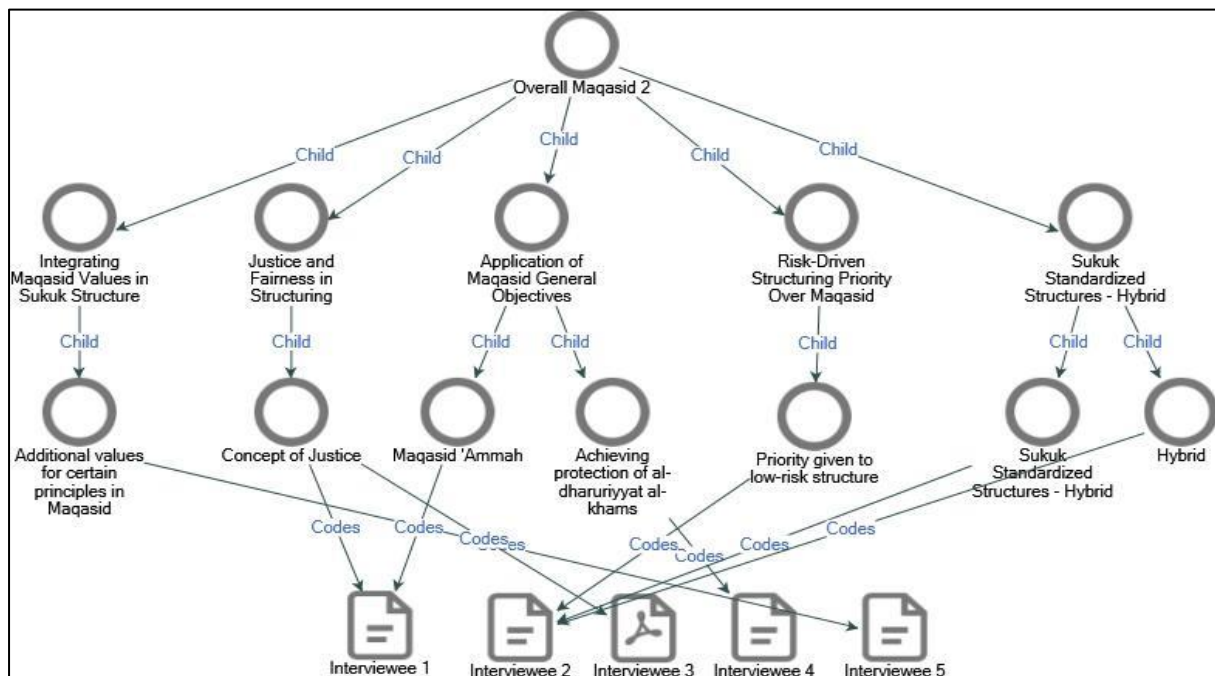 Overall Maqasid 2
Child
Child
Child
Child
Child
Integrating
Maqasid Values in
Sukuk Structure
Justice and
Fairness in
Structuring
Application of
Maqasid General
Objectives
Risk-Driven
Structuring Priority
Over Maqasid
Sukuk
Standardized
Structures - Hybrid
Child
Child
Child
Child
Child
Child
Child
Additional values
for certain
principles in
Maqasid
Concept of Justice
Maqasid 'Ammah
Achieving
protection of al-
dharuriyyat al-
khams
Priority given to
low-risk structure
Sukuk
Standardized
Structures - Hybrid
Hybrid
Codes
Codes
Codes
Codes
Codes
Codes
Codes
Codes
Interviewee 1
Interviewee 2
Interviewee 3
Interviewee 4
Interviewee 5